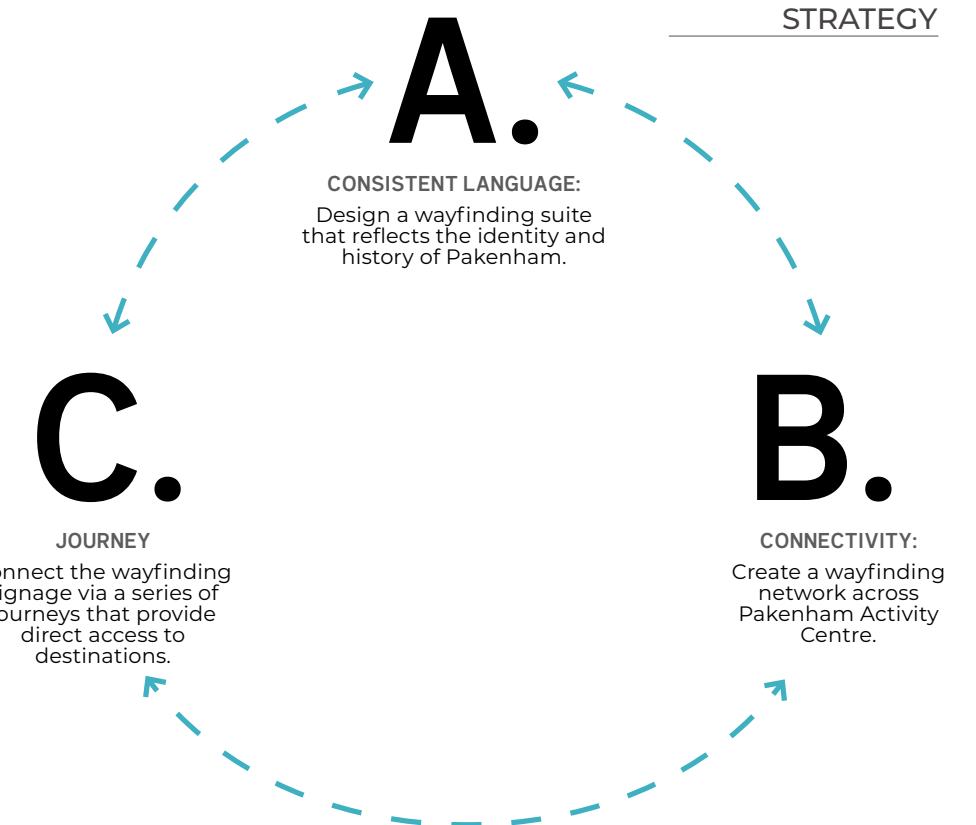 STRATEGY
A.
CONSISTENT LANGUAGE:
Design a wayfinding suite
that reflects the identity and
history of Pakenham.
C.
JOURNEY
onnect the wayfinding
ignage via a series of
ourneys that provide
direct access to
destinations.
B.
CONNECTIVITY:
Create a wayfinding
network across
Pakenham Activity
Centre.